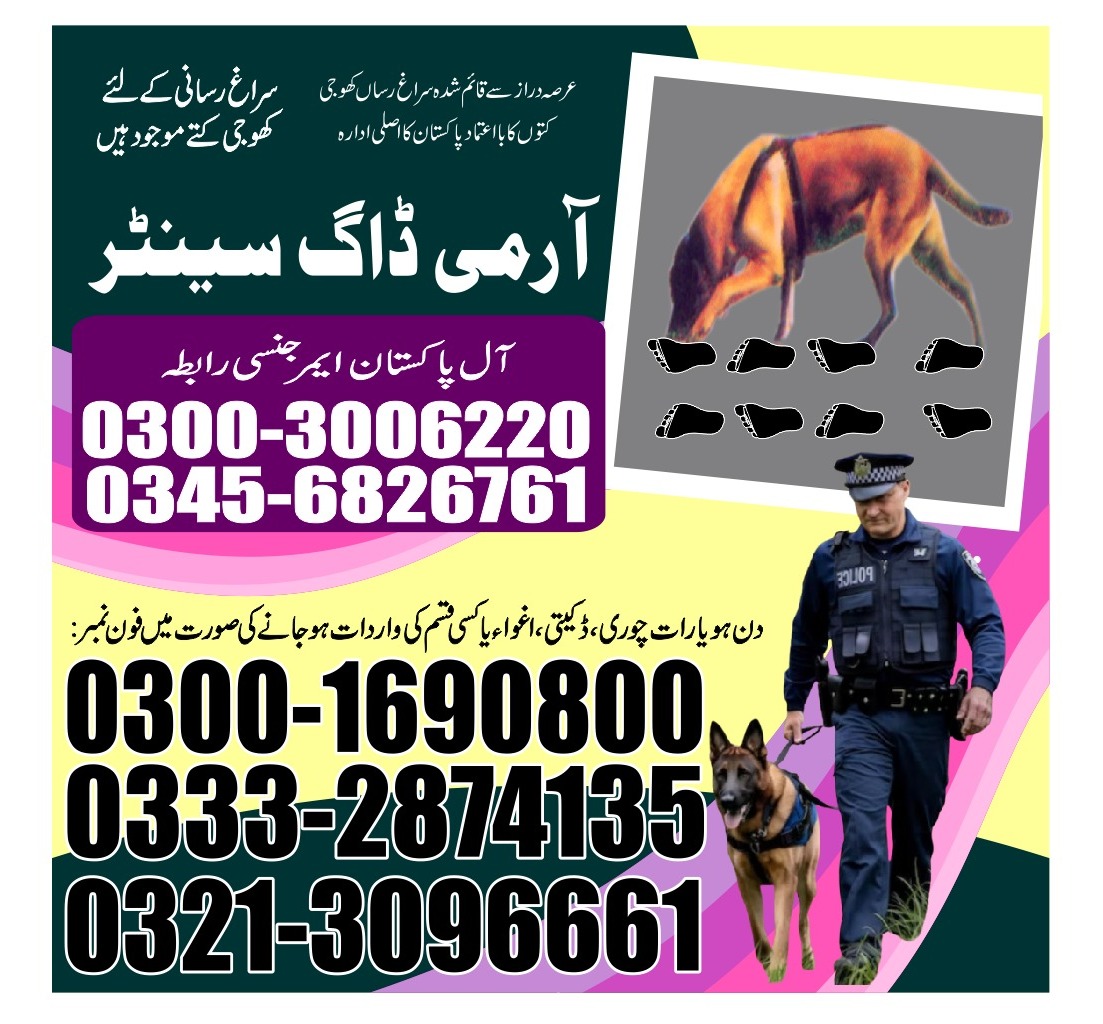 عرصہ دراز سے قائم شدہ سراغ رساں کھوجی
کتوں کا بااعتماد پاکستان کا اصلی ادارہ
سراغ رسانی کے لئے
کھوجی کتے موجود ہیں
آرمی ڈاگ سینٹر
آل پاکستان ایمرجنسی رابطہ
0300-3006220
0345-6826761
POLICE
دن ہو یا رات چوری، ڈکیتی، اغواء یا کسی قسم کی واردات ہو جانے کی صورت میں فون نمبر:
0300-1690800
0333-2874135
0321-3096661